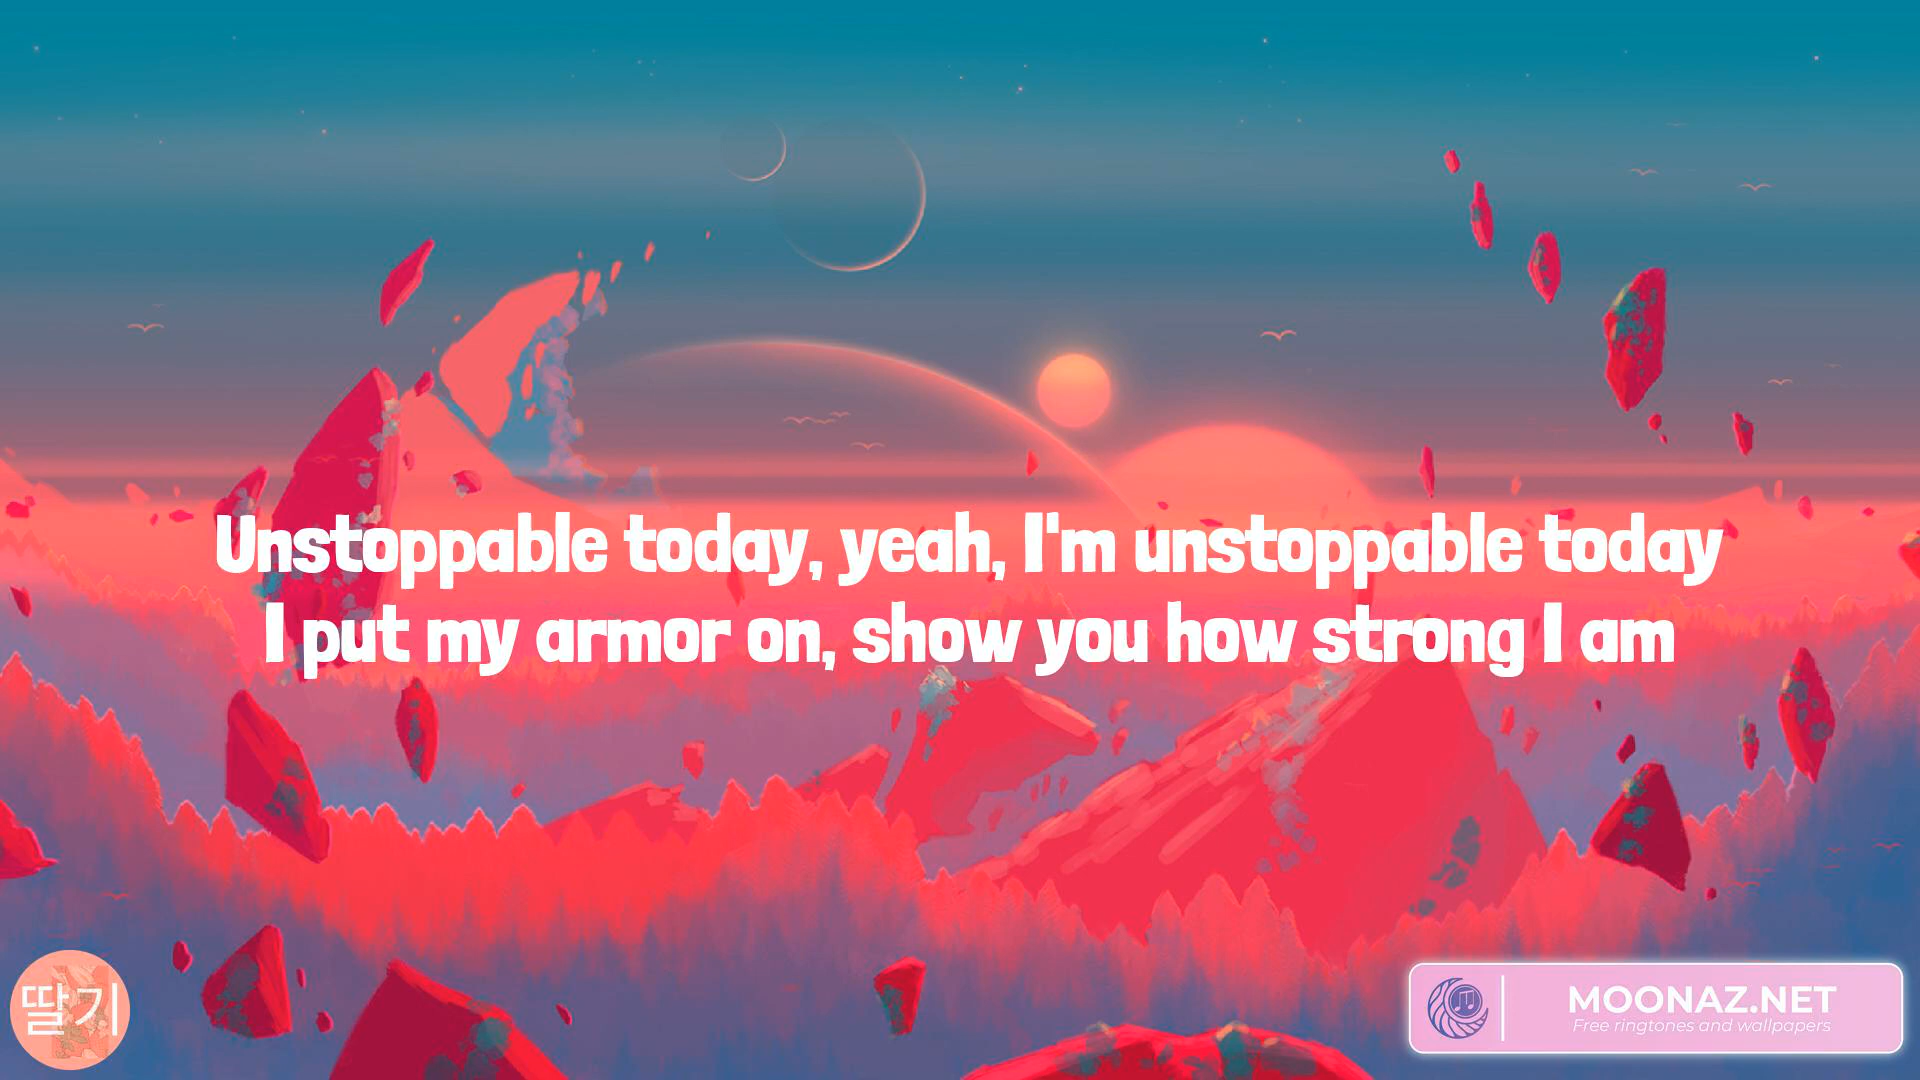 Unstoppable today, yeah, I'm unstoppable today
I put my armor on, show you how strong I am
딸기
MOONAZ.NET
Free ringtones and wallpapers